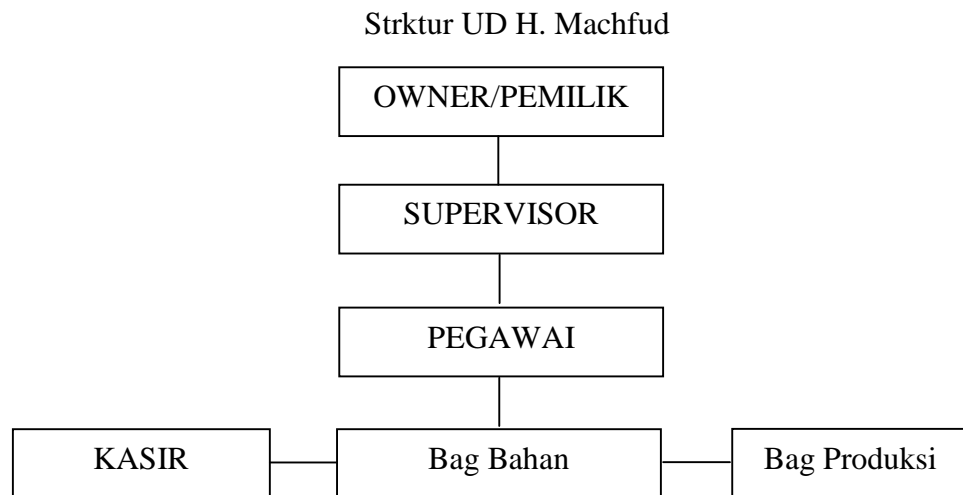 Strktur UD H. Machfud
OWNER/PEMILIK
SUPERVISOR
PEGAWAI
KASIR
Bag Bahan
Bag Produksi